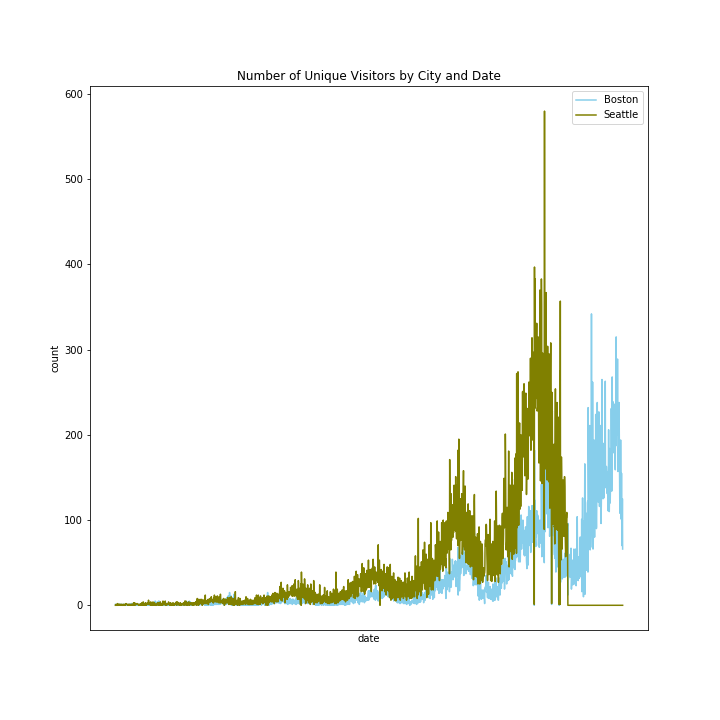 Number of Unique Visitors by City and Date
Boston
Seattle
600
500
400
300
200
100
0
count
date